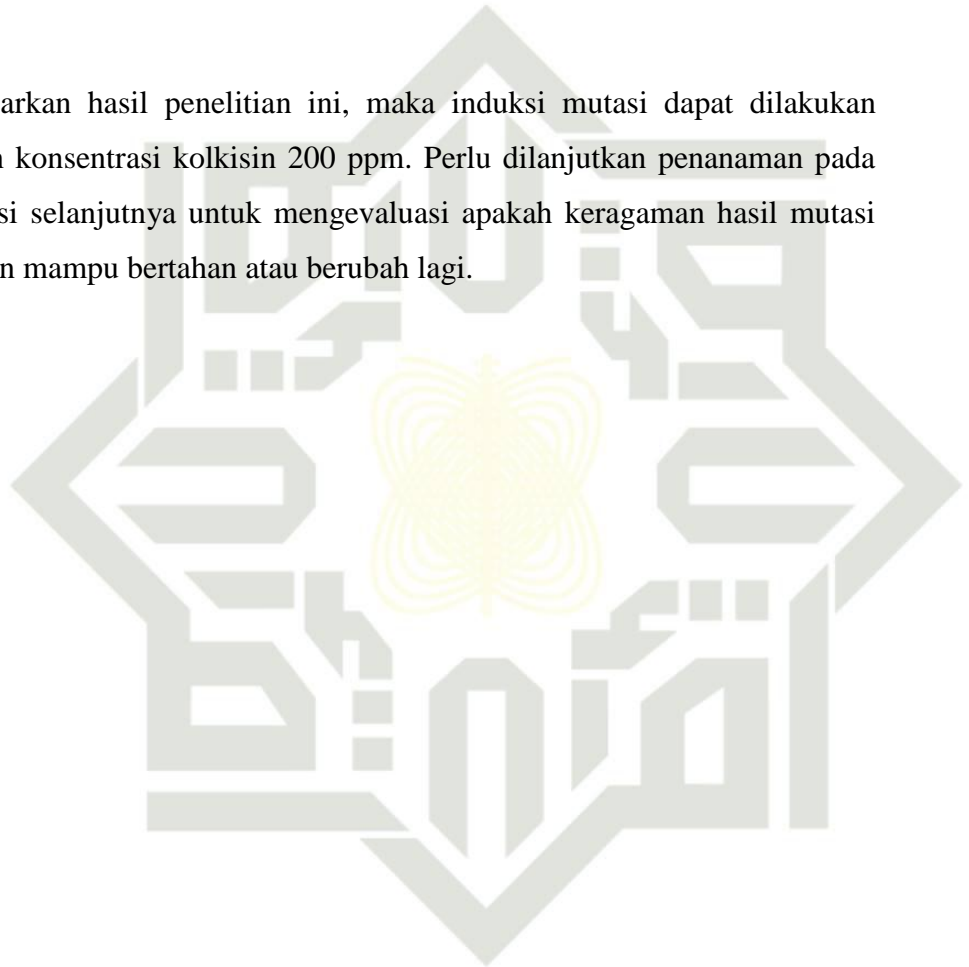 arkan hasil penelitian ini, maka induksi mutasi dapat dilakukan
konsentrasi kolkisin 200 ppm. Perlu dilanjutkan penanaman pada
si selanjutnya untuk mengevaluasi apakah keragaman hasil mutasi
n mampu bertahan atau berubah lagi.